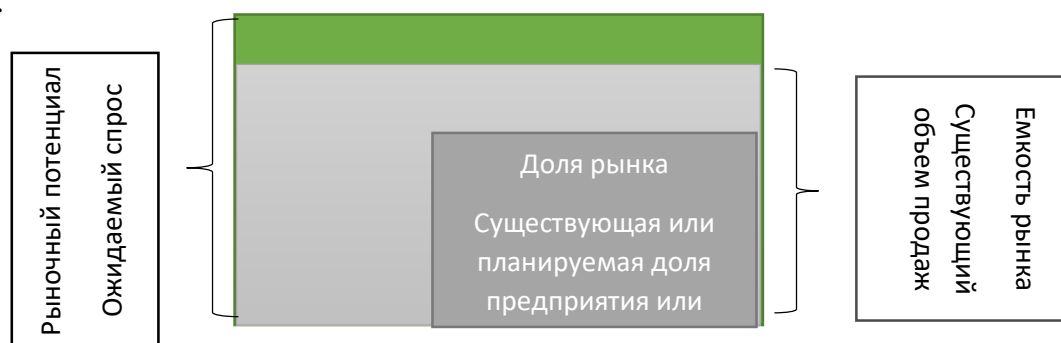 Рыночный потенциал
Ожидаемый спрос
Доля рынка
Существующая или
планируемая доля
предприятия или
Емкость рынка
Существующий
объем продаж